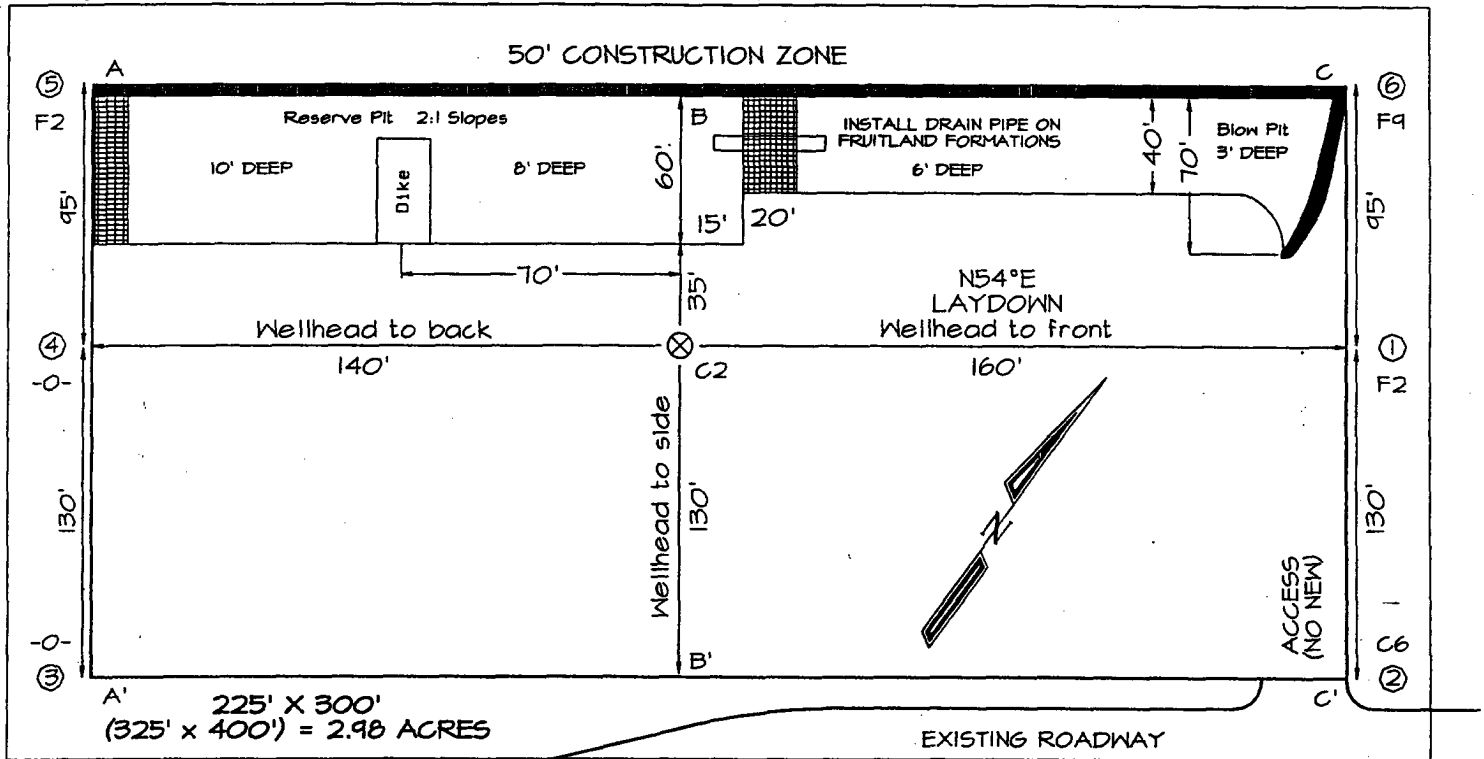 50' CONSTRUCTION ZONE
A
C
5
6
F2
F9
Reserve Pit 2:1 Slopes
B
INSTALL DRAIN PIPE ON
FRUITLAND FORMATIONS
Blow Pit
3' DEEP
10' DEEP
Dike
8' DEEP
60'
6' DEEP
40'
70'
95'
95'
15'
20'
70'
35'
N54°E
LAYDOWN
Wellhead to back
Wellhead to front
4
1
140'
C2
160'
-0-
F2
Wellhead to side
130'
130'
130'
N
ACCESS
(NO NEW)
-0-
C6
3
2
A'
B'
C'
225' X 300'
(325' x 400') = 2.98 ACRES
EXISTING ROADWAY